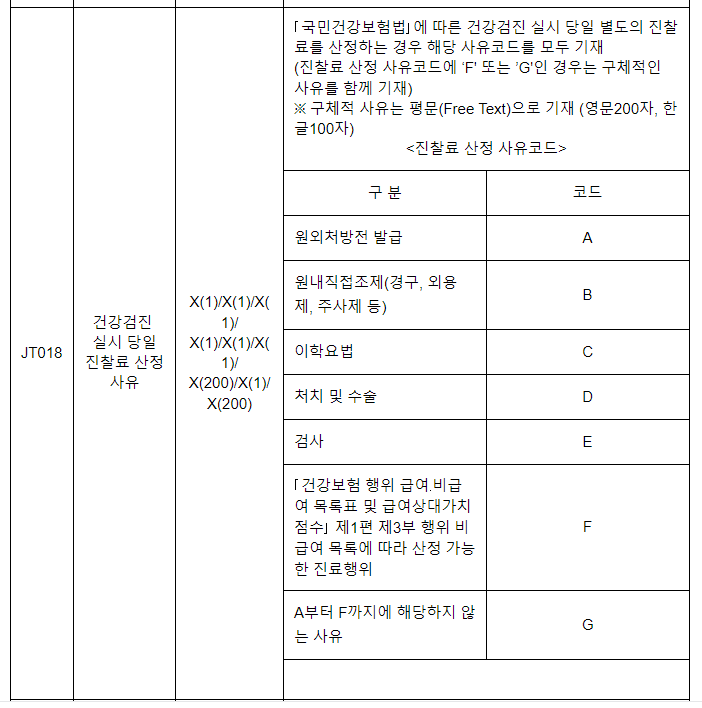 「국민건강보험법」에 따른 건강검진 실시 당일 별도의 진찰
료를 산정하는 경우 해당 사유코드를 모두 기재
(진찰료 산정 사유코드에 ‘F’ 또는 ’G’인 경우는 구체적인
사유를 함께 기재)
※ 구체적 사유는 평문(Free Text)으로 기재 (영문200자, 한
글100자)
<진찰료 산정 사유코드>
구 분
코드
원외처방전 발급
A
원내직접조제(경구, 외용
제, 주사제 등)
B
JT018
건강검진
실시 당일
진찰료 산정
사유
X(1)/X(1)/X(
1)/
X(1)/X(1)/X(
1)/
X(200)/X(1)/
X(200)
이학요법
C
처치 및 수술
D
검사
E
「건강보험 행위 급여.비급
여 목록표 및 급여상대가치
점수」 제1편 제3부 행위 비
급여 목록에 따라 산정 가능
한 진료행위
F
A부터 F까지에 해당하지 않
는 사유
G